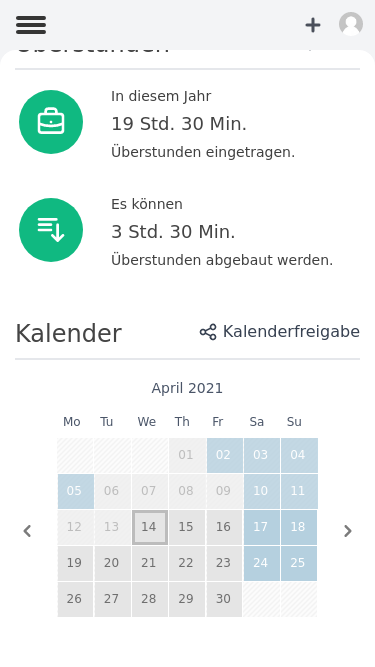 Überstunden
In diesem Jahr
19 Std. 30 Min.
Überstunden eingetragen.
Es können
3 Std. 30 Min.
Überstunden abgebaut werden.
Kalender
Kalenderfreigabe
April 2021
Mo Tu We Th Fr Sa Su
01 02 03 04
05 06 07 08 09 10 11
12 13 14 15 16 17 18
19 20 21 22 23 24 25
26 27 28 29 30